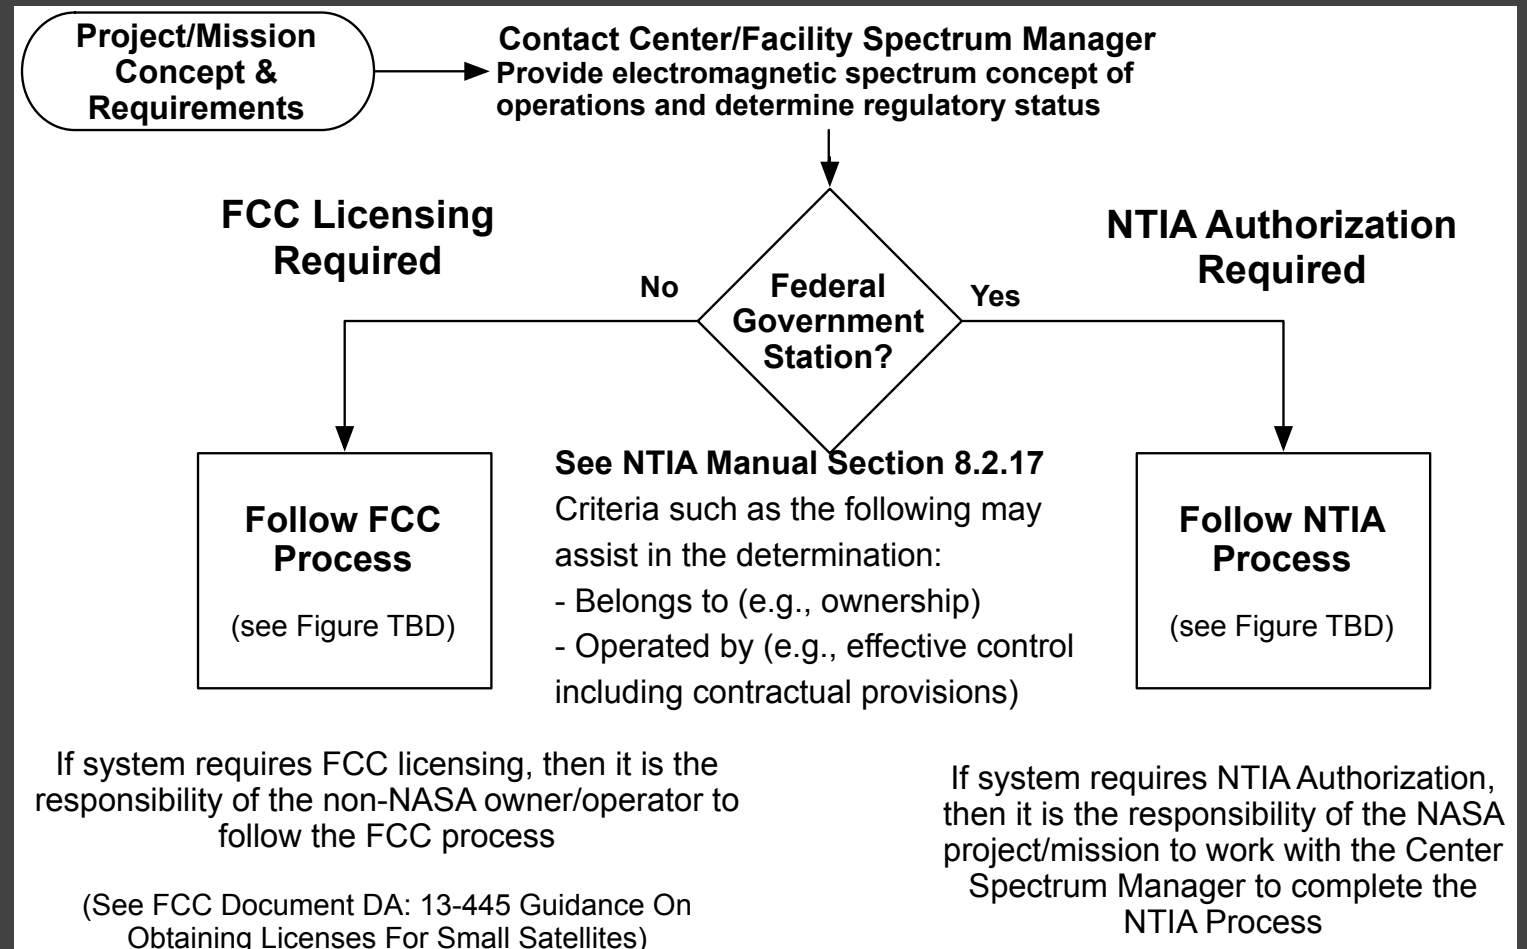 Project/Mission
Concept &
Requirements
Contact Center/Facility Spectrum Manager
Provide electromagnetic spectrum concept of
operations and determine regulatory status
FCC Licensing
Required
NTIA Authorization
Required
No
Federal
Government
Station?
Yes
Follow FCC
Process
(see Figure TBD)
See NTIA Manual Section 8.2.17
Criteria such as the following may
assist in the determination:
- Belongs to (e.g., ownership)
- Operated by (e.g., effective control
including contractual provisions)
Follow NTIA
Process
(see Figure TBD)
If system requires FCC licensing, then it is the
responsibility of the non-NASA owner/operator to
follow the FCC process
(See FCC Document DA: 13-445 Guidance On
Obtaining Licenses For Small Satellites)
If system requires NTIA Authorization,
then it is the responsibility of the NASA
project/mission to work with the Center
Spectrum Manager to complete the
NTIA Process